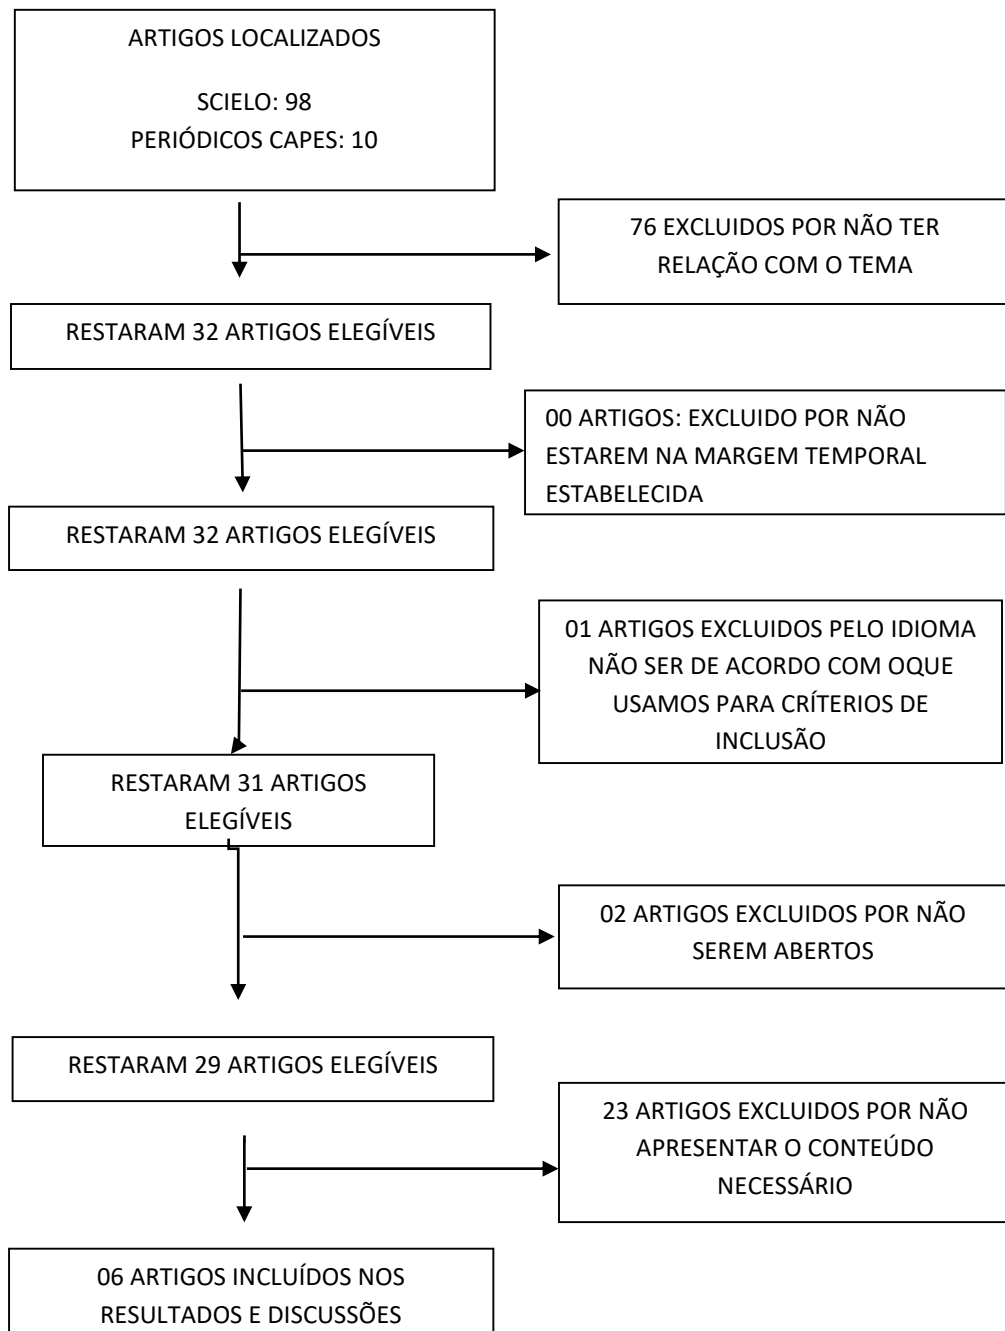 ARTIGOS LOCALIZADOS
SCIELO: 98
PERIÓDICOS CAPES: 10
76 EXCLUIDOS POR NÃO TER
RELAÇÃO COM O TEMA
RESTARAM 32 ARTIGOS ELEGÍVEIS
00 ARTIGOS: EXCLUIDO POR NÃO
ESTAREM NA MARGEM TEMPORAL
ESTABELECIDA
RESTARAM 32 ARTIGOS ELEGÍVEIS
01 ARTIGOS EXCLUIDOS PELO IDIOMA
NÃO SER DE ACORDO COM OQUE
USAMOS PARA CRÍTERIOS DE
INCLUSÃO
RESTARAM 31 ARTIGOS
ELEGÍVEIS
02 ARTIGOS EXCLUIDOS POR NÃO
SEREM ABERTOS
RESTARAM 29 ARTIGOS ELEGÍVEIS
23 ARTIGOS EXCLUIDOS POR NÃO
APRESENTAR O CONTEÚDO
NECESSÁRIO
06 ARTIGOS INCLUÍDOS NOS
RESULTADOS E DISCUSSÕES